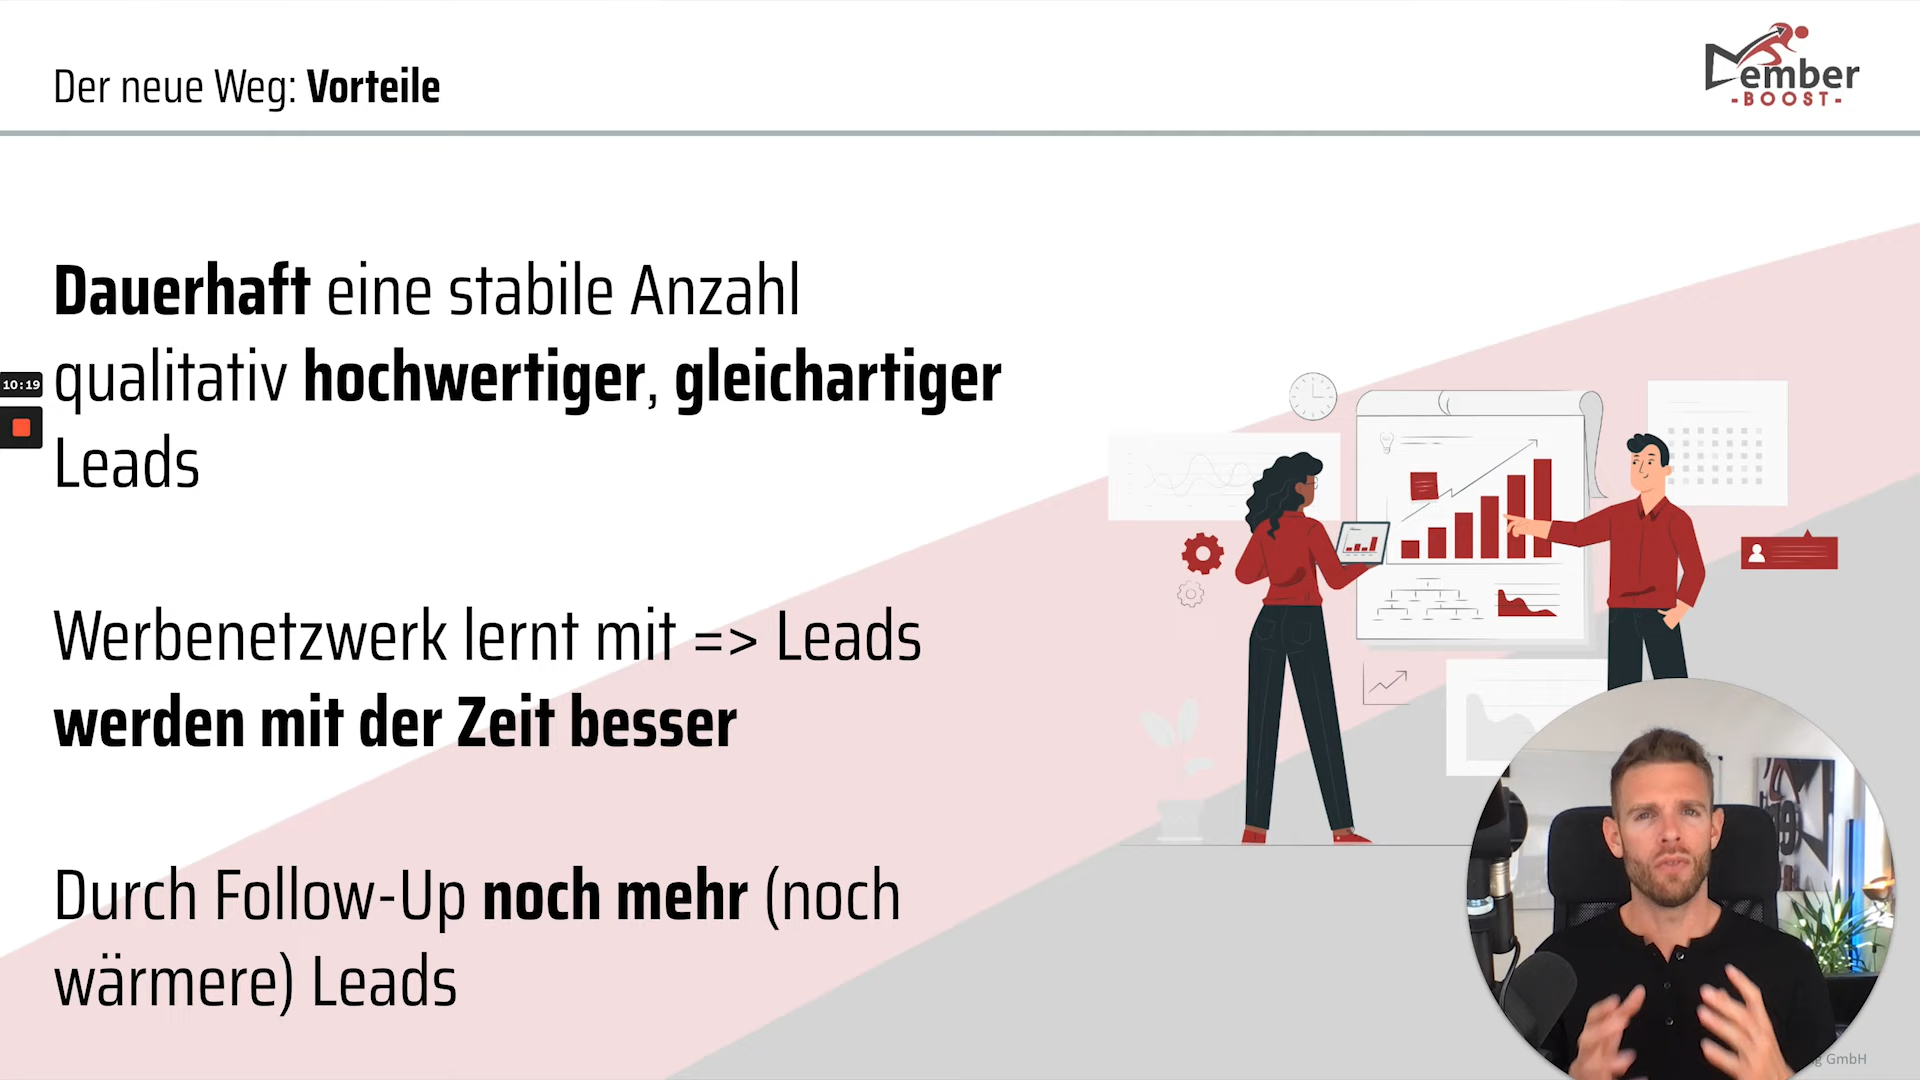 Der neue Weg: Vorteile
Member
-BOOST-
Dauerhaft eine stabile Anzahl
qualitativ hochwertiger, gleichartiger
Leads
10:19
Werbenetzwerk lernt mit => Leads
werden mit der Zeit besser
Durch Follow-Up noch mehr (noch
wärmere) Leads
GmbH